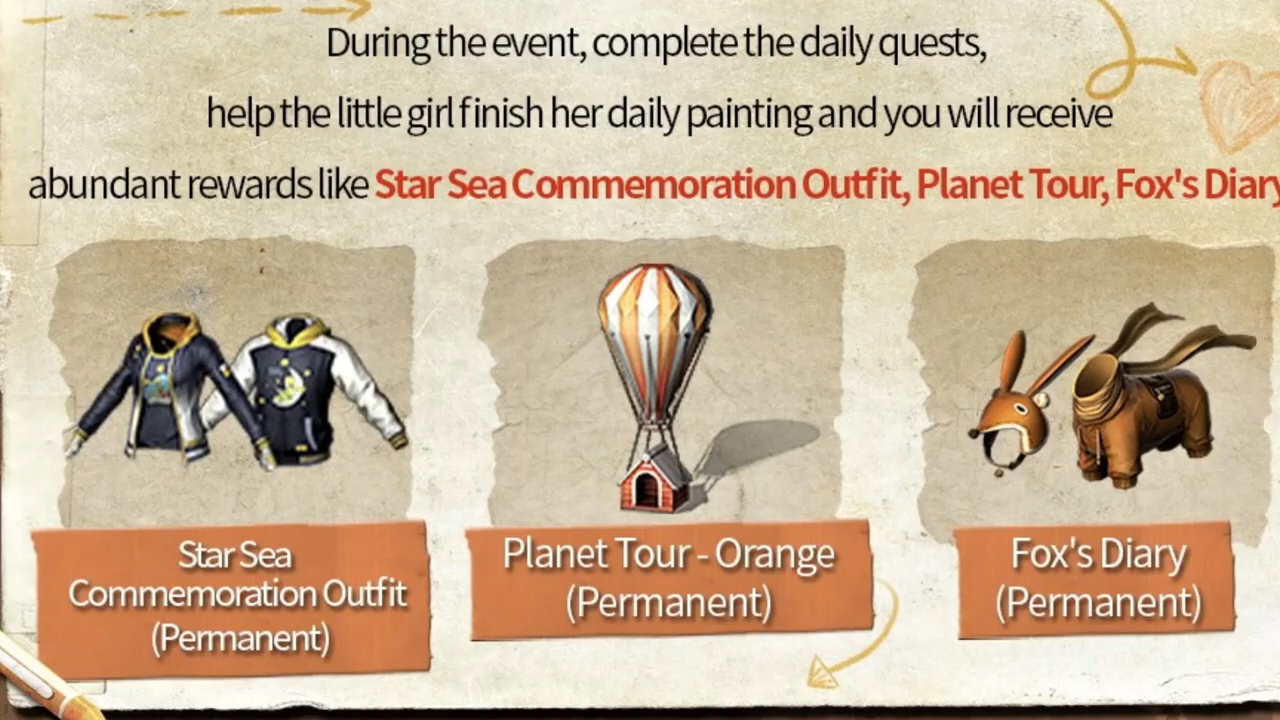 During the event, complete the daily quests,
help the little girl finish her daily painting and you will receive
abundant rewards like Star Sea Commemoration Outfit, Planet Tour, Fox's Diary
Star Sea
Commemoration Outfit
(Permanent)
Planet Tour - Orange
(Permanent)
Fox's Diary
(Permanent)